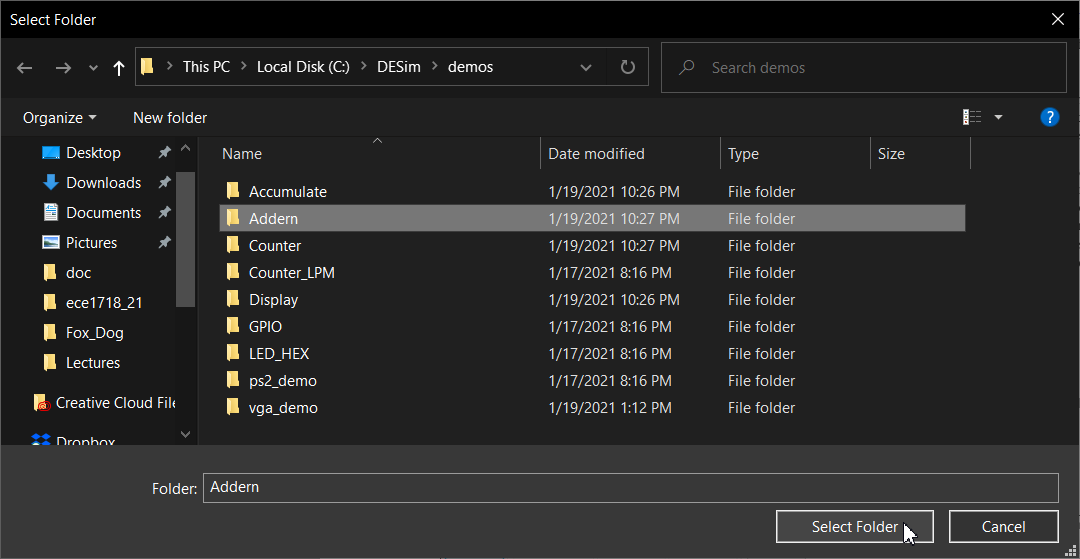 Select Folder
This PC Local Disk (C:) DESim demos Search demos
Organize New folder ?
Desktop
Downloads
Documents
Pictures
doc
ece1718_21
Fox_Dog
Lectures
Creative Cloud File
Dropbox
Name Date modified Type Size
Accumulate 1/19/2021 10:26 PM File folder
Addern 1/19/2021 10:27 PM File folder
Counter 1/19/2021 10:27 PM File folder
Counter_LPM 1/17/2021 8:16 PM File folder
Display 1/19/2021 10:26 PM File folder
GPIO 1/17/2021 8:16 PM File folder
LED_HEX 1/17/2021 8:16 PM File folder
ps2_demo 1/17/2021 8:16 PM File folder
vga_demo 1/19/2021 1:12 PM File folder
Folder: Addern
Select Folder Cancel